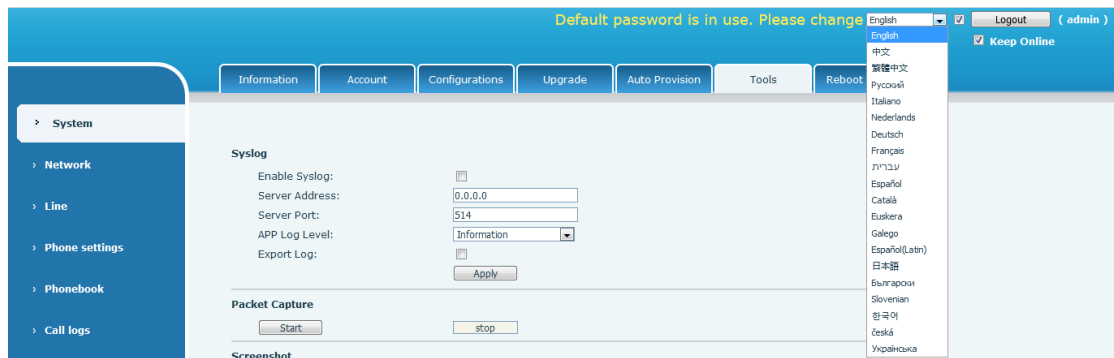 Default password is in use. Please change
English
Logout
( admin )
Keep Online
English
中文
繁體中文
Русский
Italiano
Nederlands
Deutsch
Français
עברית
Español
Català
Euskera
Galego
Español(Latin)
日本語
Български
Slovenian
한국어
česká
Українська
Information
Account
Configurations
Upgrade
Auto Provision
Tools
Reboot
› System
› Network
› Line
› Phone settings
› Phonebook
› Call logs
Syslog
Enable Syslog:
Server Address: 0.0.0.0
Server Port: 514
APP Log Level: Information
Export Log:
Apply
Packet Capture
Start stop
Screenshot